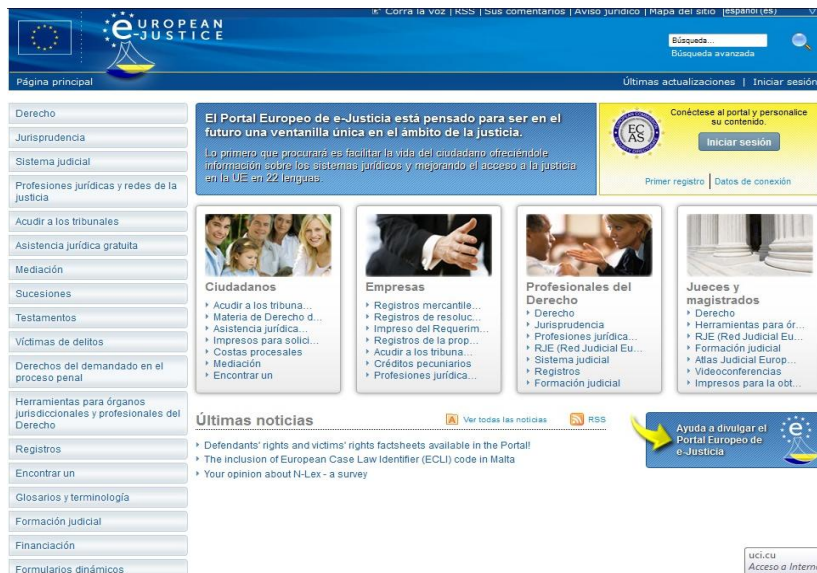 Corra la voz | RSS | Sus comentarios | Aviso jurídico | Mapa del sitio español (es)
EUROPEAN
E-JUSTICE
Búsqueda...
Búsqueda avanzada
Página principal
Últimas actualizaciones | Iniciar sesión
Derecho
Jurisprudencia
Sistema judicial
Profesiones jurídicas y redes de la
justicia
Acudir a los tribunales
Asistencia jurídica gratuita
Mediación
Sucesiones
Testamentos
Víctimas de delitos
Derechos del demandado en el
proceso penal
Herramientas para órganos
jurisdiccionales y profesionales del
Derecho
Registros
Encontrar un
Glosarios y terminología
Formación judicial
Financiación
Formularios dinámicos
El Portal Europeo de e-Justicia está pensado para ser en el
futuro una ventanilla única en el ámbito de la justicia.
Lo primero que procurará es facilitar la vida del ciudadano ofreciéndole
información sobre los sistemas jurídicos y mejorando el acceso a la justicia
en la UE en 22 lenguas.
ECAS
Conéctese al portal y personalice
su contenido.
Iniciar sesión
Primer registro | Datos de conexión
Ciudadanos
Acudir a los tribuna...
Materia de Derecho d...
Asistencia jurídica...
Impresos para solici...
Costas procesales
Mediación
Encontrar un
Empresas
Registros mercantile...
Registros de resoluc...
Impreso del Requerim...
Registros de la prop...
Acudir a los tribuna...
Créditos pecuniarios
Profesiones jurídica...
Profesionales del
Derecho
Derecho
Jurisprudencia
Profesiones jurídica...
RJE (Red Judicial Eu...
Sistema judicial
Registros
Formación judicial
Jueces y
magistrados
Derecho
Herramientas para ór...
RJE (Red Judicial Eu...
Formación judicial
Atlas Judicial Europ...
Videoconferencias
Impresos para la obt...
Últimas noticias
Ver todas las noticias
RSS
Defendants' rights and victims' rights factsheets available in the Portal!
The inclusion of European Case Law Identifier (ECLI) code in Malta
Your opinion about N-Lex - a survey
Ayuda a divulgar el
Portal Europeo de
e-Justicia
uci.cu
Acceso a Intern